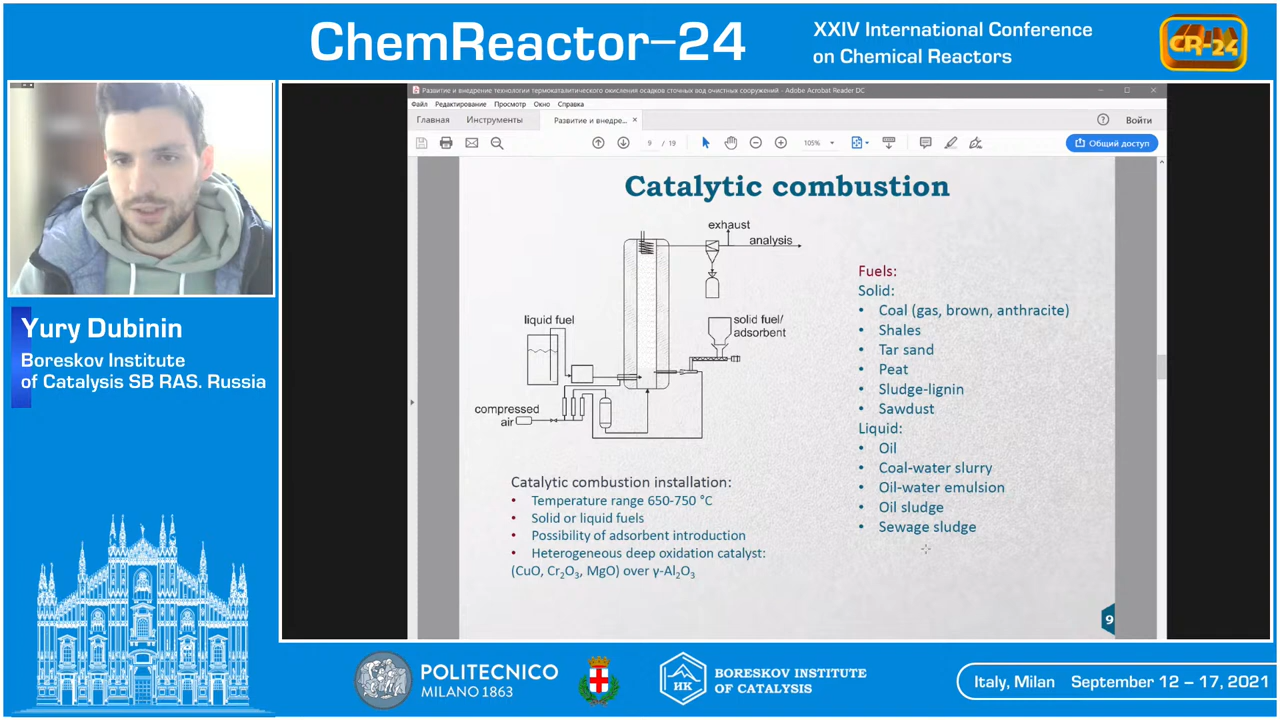 ChemReactor–24
XXIV International Conference
on Chemical Reactors
CR-24
Развитие и внедрение технологии термокаталитического окисления осадков сточных вод очистных сооружений - Adobe Acrobat Reader DC
Файл Редактирование Просмотр Окно Справка
Главная Инструменты Развитие и внедре... ×
Войти
9 / 19 105% Общий доступ
Catalytic combustion
exhaust
analysis
liquid fuel
solid fuel/
adsorbent
compressed
air
Catalytic combustion installation:
• Temperature range 650-750 °C
• Solid or liquid fuels
• Possibility of adsorbent introduction
• Heterogeneous deep oxidation catalyst:
(CuO, Cr₂O₃, MgO) over γ-Al₂O₃
Fuels:
Solid:
• Coal (gas, brown, anthracite)
• Shales
• Tar sand
• Peat
• Sludge-lignin
• Sawdust
Liquid:
• Oil
• Coal-water slurry
• Oil-water emulsion
• Oil sludge
• Sewage sludge
9
Yury Dubinin
Boreskov Institute
of Catalysis SB RAS. Russia
POLITECNICO
MILANO 1863
НК
BORESKOV INSTITUTE
OF CATALYSIS
Italy, Milan September 12 – 17, 2021